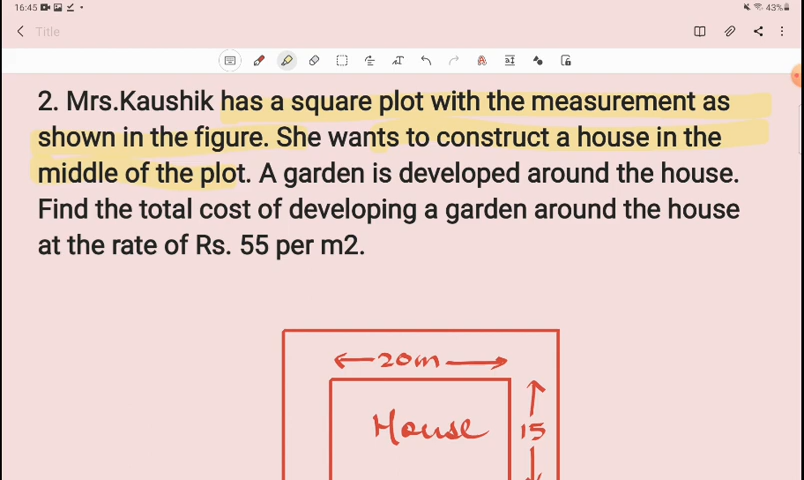 16:45
43%
Title
2. Mrs.Kaushik has a square plot with the measurement as
shown in the figure. She wants to construct a house in the
middle of the plot. A garden is developed around the house.
Find the total cost of developing a garden around the house
at the rate of Rs. 55 per m2.
20m
House
15